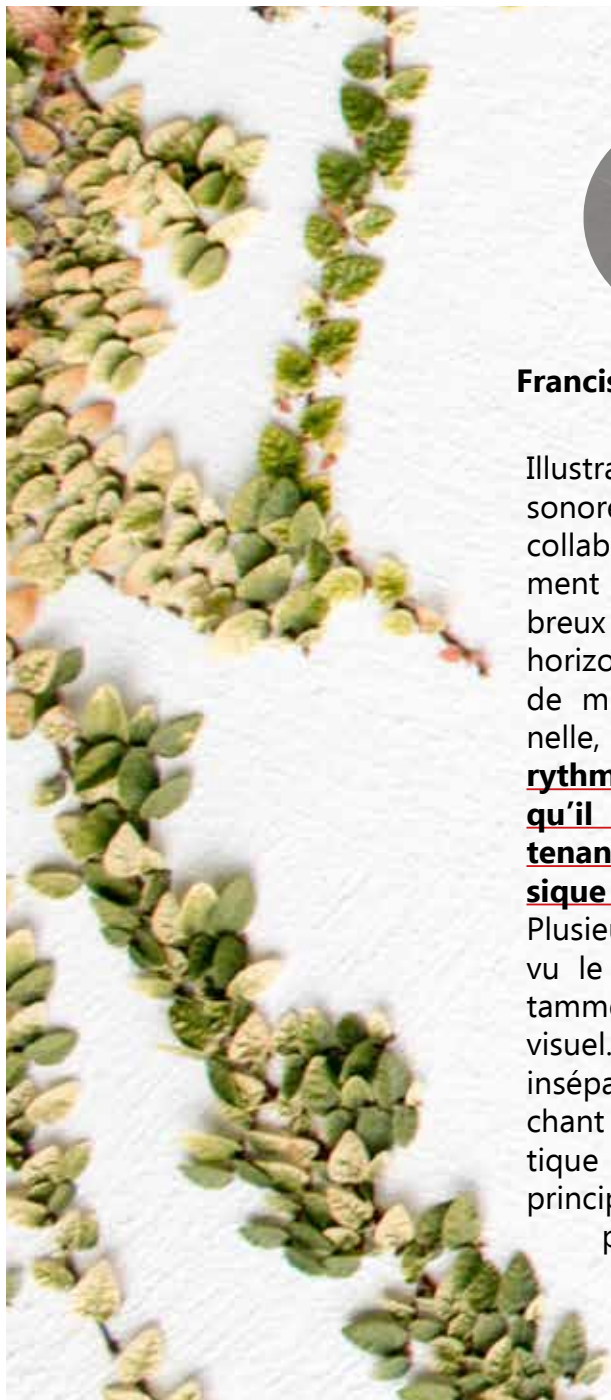 Francis
Illustra
sonore
collab
ment
breux
horizo
de m
nelle,
rythm
qu’il
tenan
sique
Plusieu
vu le
tamme
visuel.
insépa
chant
tique
princip
p